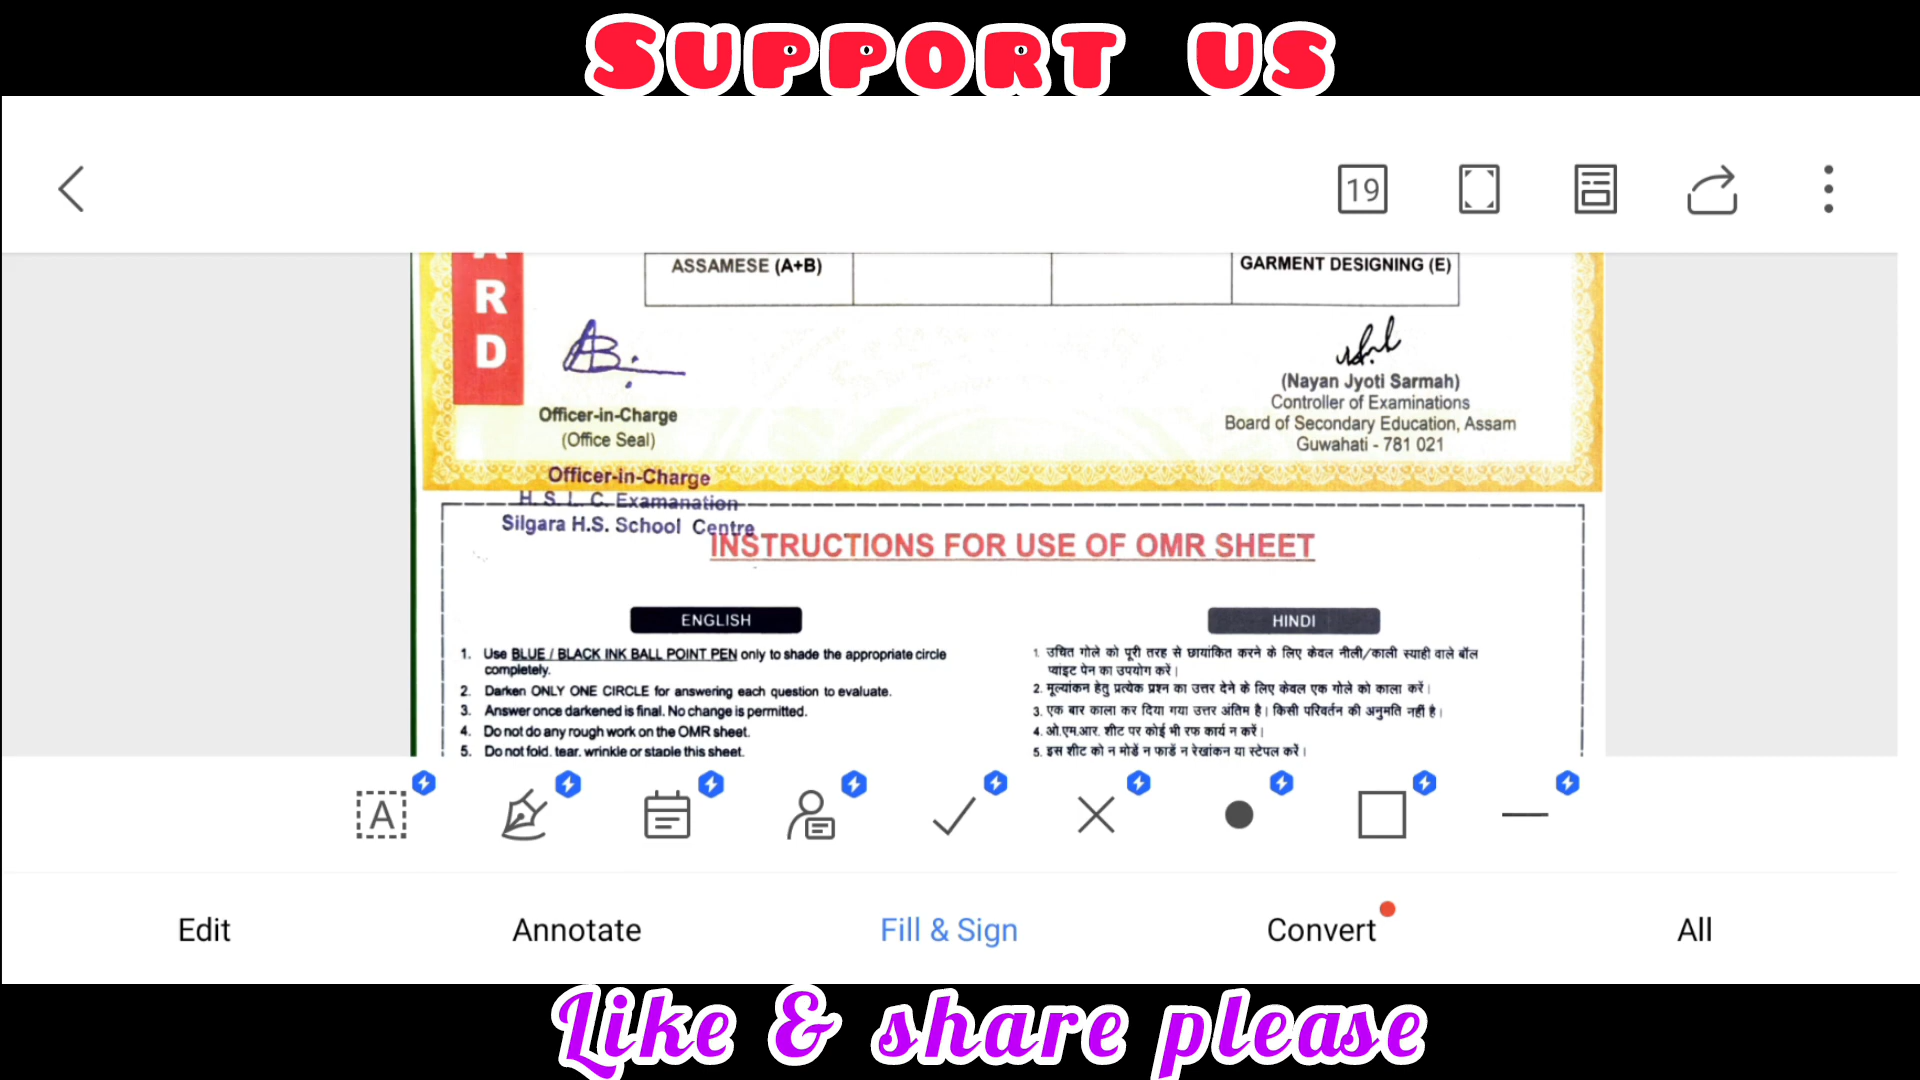 Support us
19
A
R
D
ASSAMESE (A+B)
GARMENT DESIGNING (E)
AB.
Officer-in-Charge
(Office Seal)
(Nayan Jyoti Sarmah)
Controller of Examinations
Board of Secondary Education, Assam
Guwahati - 781 021
Officer-in-Charge
H. S. L. C. Examanation
Silgara H.S. School Centre
INSTRUCTIONS FOR USE OF OMR SHEET
ENGLISH
1. Use BLUE / BLACK INK BALL POINT PEN only to shade the appropriate circle
completely.
2. Darken ONLY ONE CIRCLE for answering each question to evaluate.
3. Answer once darkened is final. No change is permitted.
4. Do not do any rough work on the OMR sheet.
5. Do not fold, tear, wrinkle or staple this sheet.
HINDI
1. उचित गोले को पूरी तरह से छायांकित करने के लिए केवल नीली/काली स्याही वाले बॉल
प्वांइट पेन का उपयोग करें।
2. मूल्यांकन हेतु प्रत्येक प्रश्न का उत्तर देने के लिए केवल एक गोले को काला करें।
3. एक बार काला कर दिया गया उत्तर अंतिम है। किसी परिवर्तन की अनुमति नहीं है।
4. ओ.एम.आर. शीट पर कोई भी रफ कार्य न करें।
5. इस शीट को न मोडें न फाडें न रेखांकन या स्टेपल करें।
A
Edit
Annotate
Fill & Sign
Convert
All
Like & share please